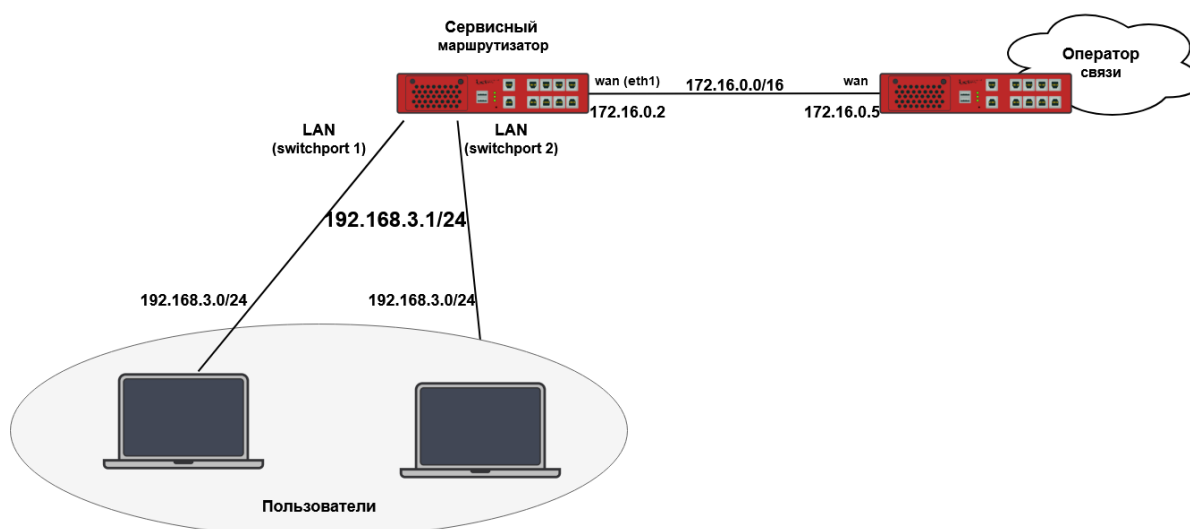 Сервисный
маршрутизатор
Оператор
связи
wan (eth1)
172.16.0.0/16
wan
172.16.0.2
172.16.0.5
LAN
(switchport 1)
LAN
(switchport 2)
192.168.3.1/24
192.168.3.0/24
192.168.3.0/24
Пользователи